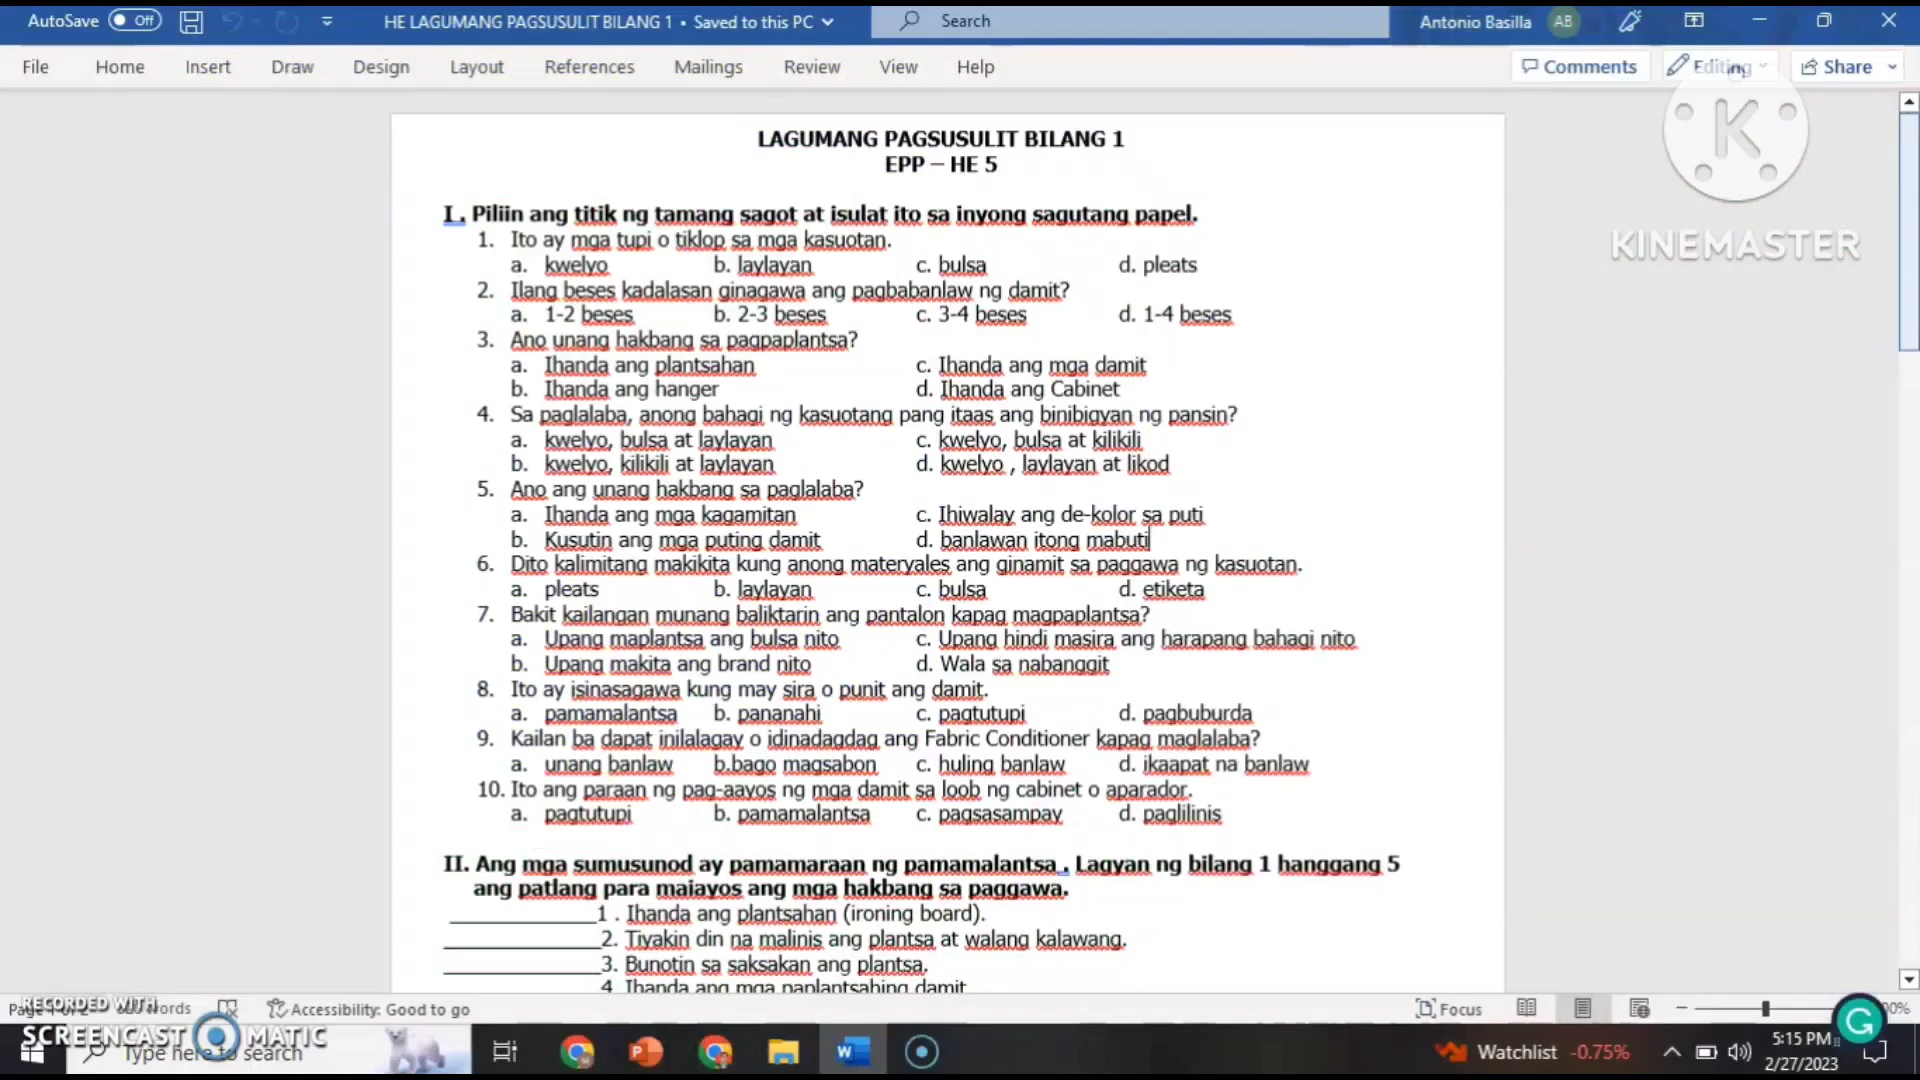 AutoSave Off HE LAGUMANG PAGSUSULIT BILANG 1 • Saved to this PC Search Antonio Basilla AB
File Home Insert Draw Design Layout References Mailings Review View Help Comments Editing Share
KINEMASTER
LAGUMANG PAGSUSULIT BILANG 1
EPP – HE 5
I . Piliin ang titik ng tamang sagot at isulat ito sa inyong sagutang papel.
1. Ito ay mga tupi o tiklop sa mga kasuotan.
a. kwelyo b. laylayan c. bulsa d. pleats
2. Ilang beses kadalasan ginagawa ang pagbabanlaw ng damit?
a. 1-2 beses b. 2-3 beses c. 3-4 beses d. 1-4 beses
3. Ano unang hakbang sa pagpaplantsa?
a. Ihanda ang plantsahan c. Ihanda ang mga damit
b. Ihanda ang hanger d. Ihanda ang Cabinet
4. Sa paglalaba, anong bahagi ng kasuotang pang itaas ang binibigyan ng pansin?
a. kwelyo, bulsa at laylayan c. kwelyo, bulsa at kilikili
b. kwelyo, kilikili at laylayan d. kwelyo , laylayan at likod
5. Ano ang unang hakbang sa paglalaba?
a. Ihanda ang mga kagamitan c. Ihiwalay ang de-kolor sa puti
b. Kusutin ang mga puting damit d. banlawan itong mabuti
6. Dito kalimitang makikita kung anong materyales ang ginamit sa paggawa ng kasuotan.
a. pleats b. laylayan c. bulsa d. etiketa
7. Bakit kailangan munang baliktarin ang pantalon kapag magpaplantsa?
a. Upang maplantsa ang bulsa nito c. Upang hindi masira ang harapang bahagi nito
b. Upang makita ang brand nito d. Wala sa nabanggit
8. Ito ay isinasagawa kung may sira o punit ang damit.
a. pamamalantsa b. pananahi c. pagtutupi d. pagbuburda
9. Kailan ba dapat inilalagay o idinadagdag ang Fabric Conditioner kapag maglalaba?
a. unang banlaw b.bago magsabon c. huling banlaw d. ikaapat na banlaw
10. Ito ang paraan ng pag-aayos ng mga damit sa loob ng cabinet o aparador.
a. pagtutupi b. pamamalantsa c. pagsasampay d. paglilinis
II. Ang mga sumusunod ay pamamaraan ng pamamalantsa . Lagyan ng bilang 1 hanggang 5
ang patlang para maiayos ang mga hakbang sa paggawa.
_____________1 . Ihanda ang plantsahan (ironing board).
______________2. Tiyakin din na malinis ang plantsa at walang kalawang.
______________3. Bunotin sa saksakan ang plantsa.
4. Ihanda ang mga paplantsahing damit
RECORDED WITH words Accessibility: Good to go Focus
SCREENCAST MATIC
Type here to search Watchlist -0.75% 5:15 PM
2/27/2023